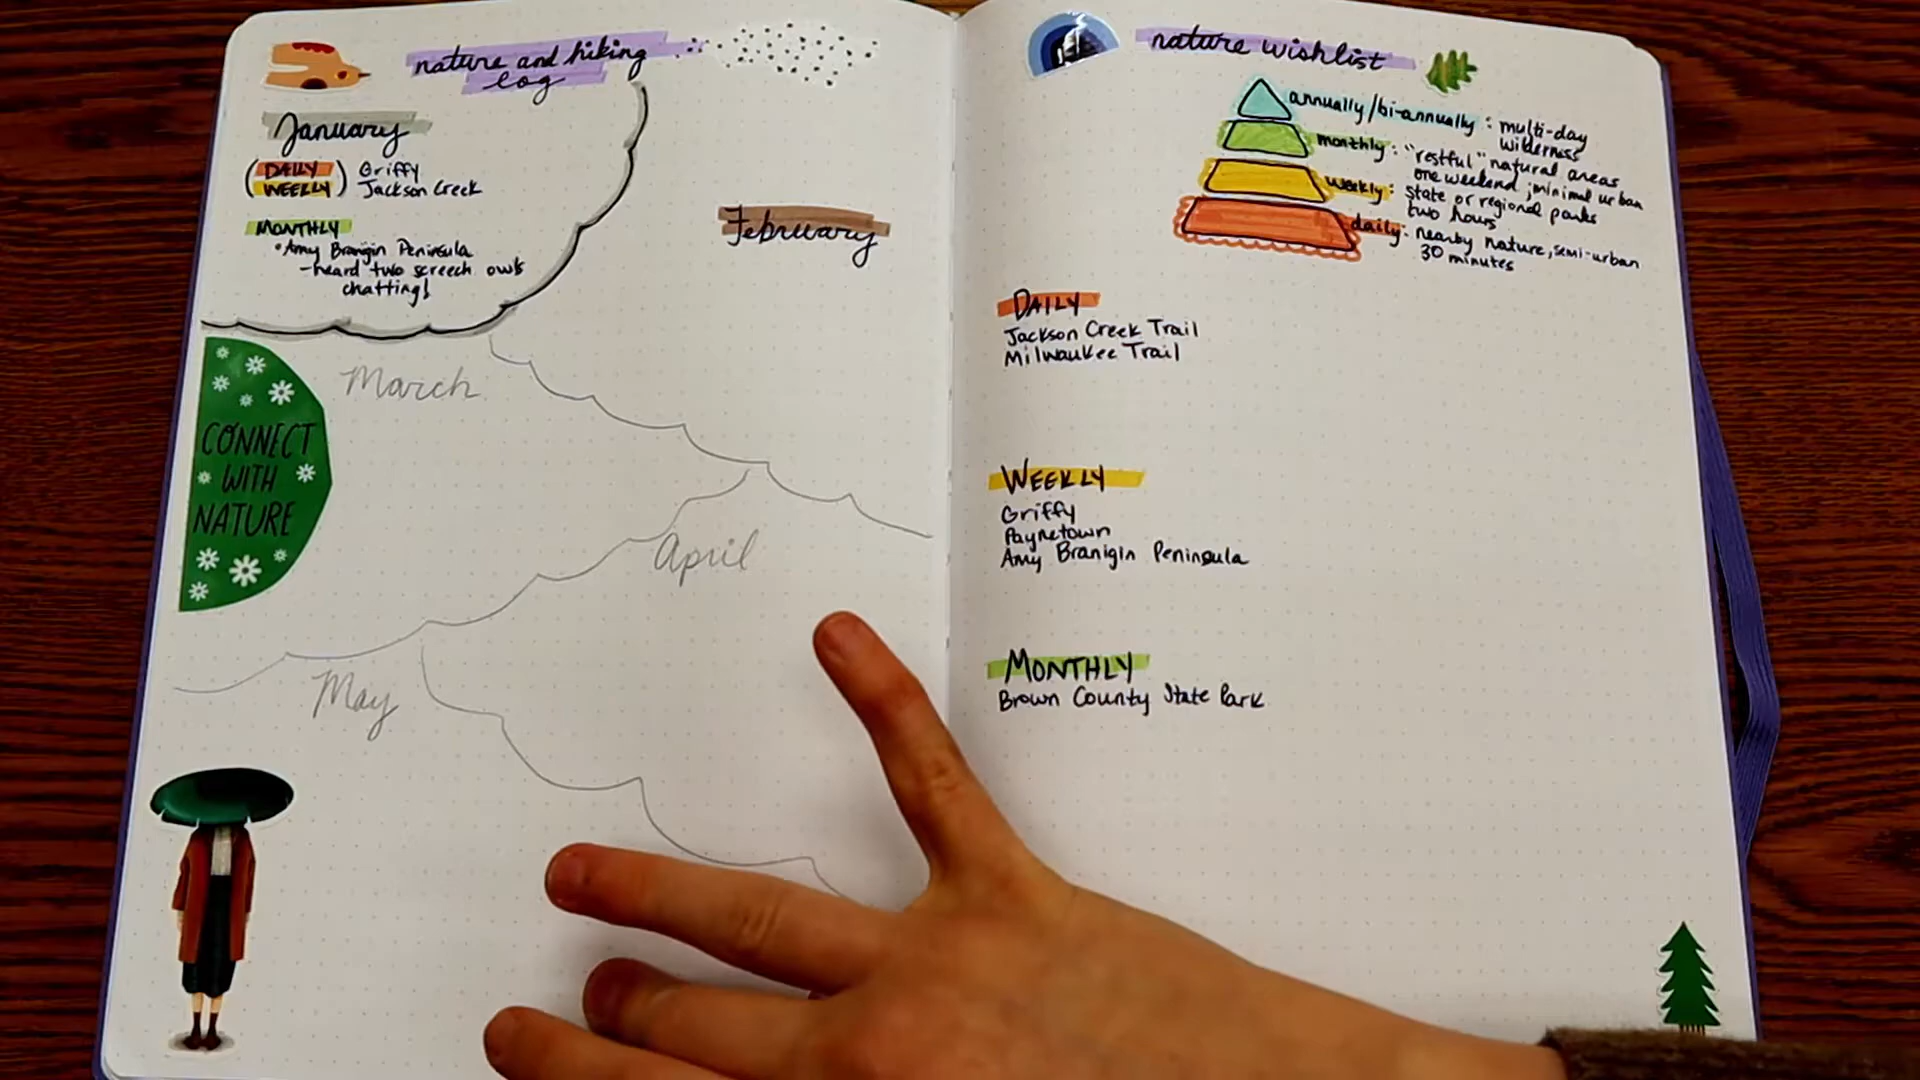 nature and hiking
log
January
(DAILY) Griffy
(WEEKLY) Jackson Creek
MONTHLY
• Amy Branigin Peninsula
- heard two screech owls
chatting!
February
March
CONNECT
WITH
NATURE
April
May
nature wishlist
annually/bi-annually: multi-day
wilderness
monthly: "restful" natural areas
one weekend; minimal urban
weekly: state or regional parks
two hours
daily: nearby nature, semi-urban
30 minutes
DAILY
Jackson Creek Trail
Milwaukee Trail
WEEKLY
Griffy
Paynetown
Amy Branigin Peninsula
MONTHLY
Brown County State Park